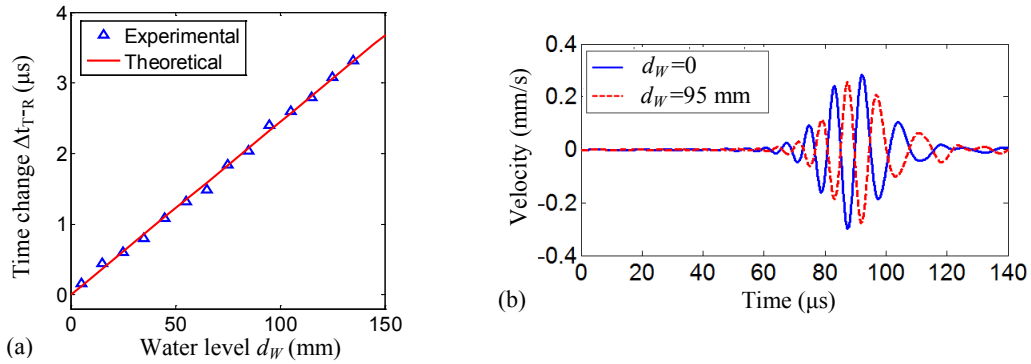 4
3
2
1
0
Time change Δt_T-R (μs)
Experimental
Theoretical
0
50
100
150
Water level d_W (mm)
(a)
0.4
0.2
0
-0.2
-0.4
Velocity (mm/s)
d_W=0
d_W=95 mm
0
20
40
60
80
100
120
140
Time (μs)
(b)